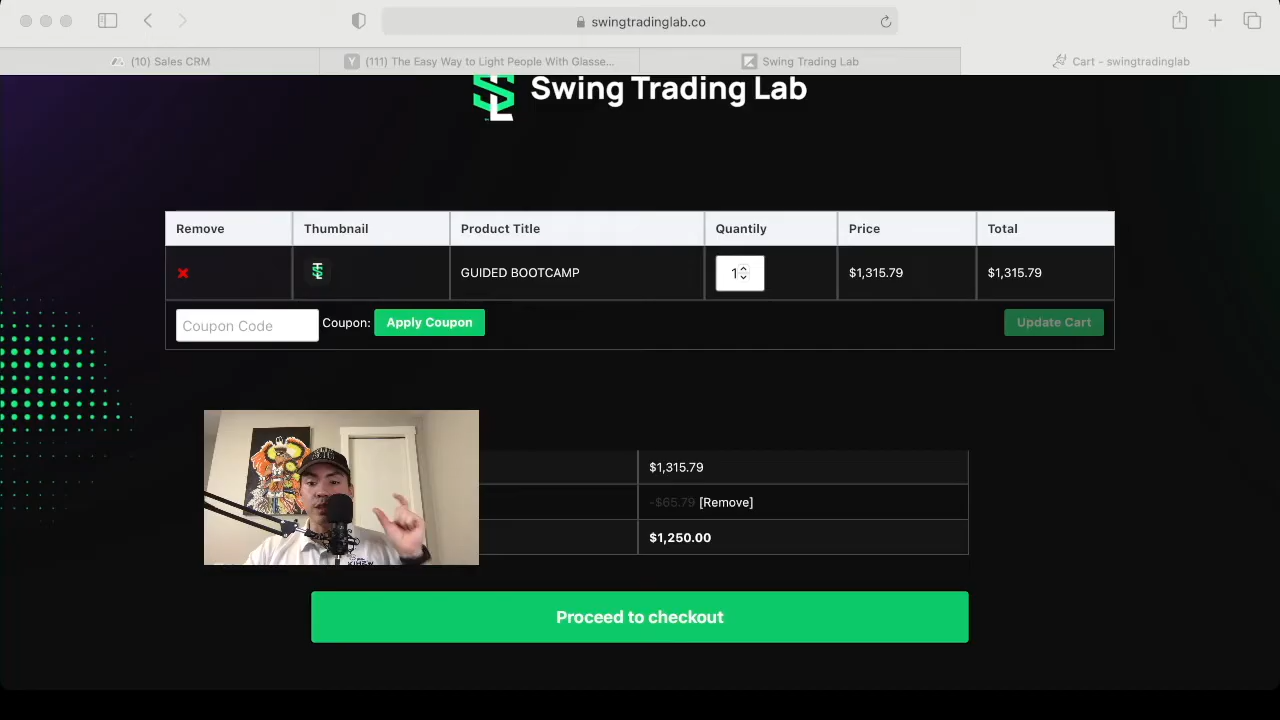 swingtradinglab.co
(10) Sales CRM
(111) The Easy Way to Light People With Glasse...
Swing Trading Lab
Cart - swingtradinglab
Swing Trading Lab
Remove Thumbnail Product Title Quantily Price Total
GUIDED BOOTCAMP 1 $1,315.79 $1,315.79
Coupon Code Coupon: Apply Coupon Update Cart
$1,315.79
-$65.79 [Remove]
$1,250.00
Proceed to checkout